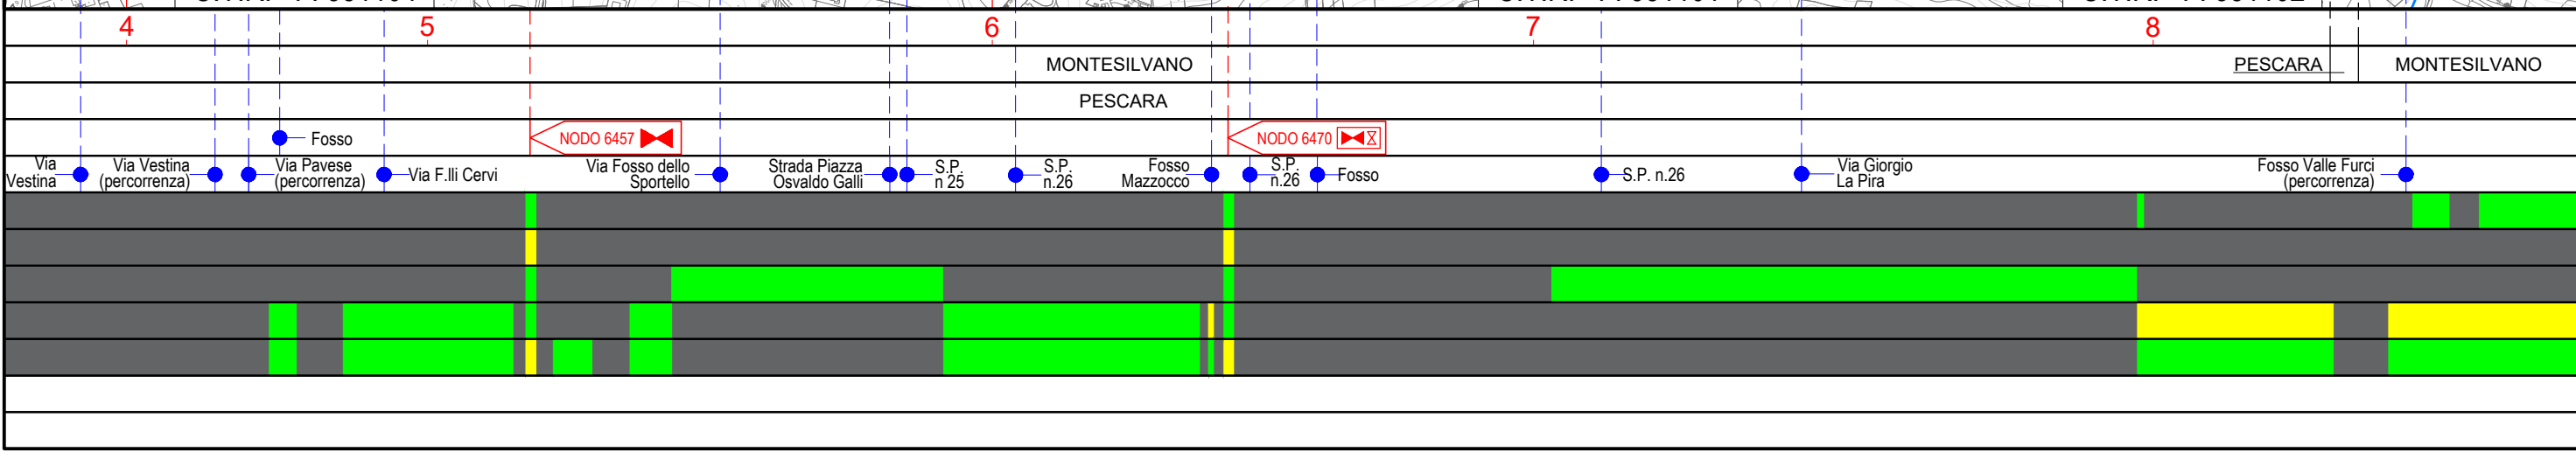 4 5 6 7 8
MONTESILVANO PESCARA MONTESILVANO
PESCARA
Fosso NODO 6457 NODO 6470
Via
Vestina
Via Vestina
(percorrenza)
Via Pavese
(percorrenza)
Via F.lli Cervi
Via Fosso dello
Sportello
Strada Piazza
Osvaldo Galli
S.P.
n 25
S.P.
n.26
Fosso
Mazzocco
S.P.
n.26
Fosso
S.P. n.26
Via Giorgio
La Pira
Fosso Valle Furci
(percorrenza)